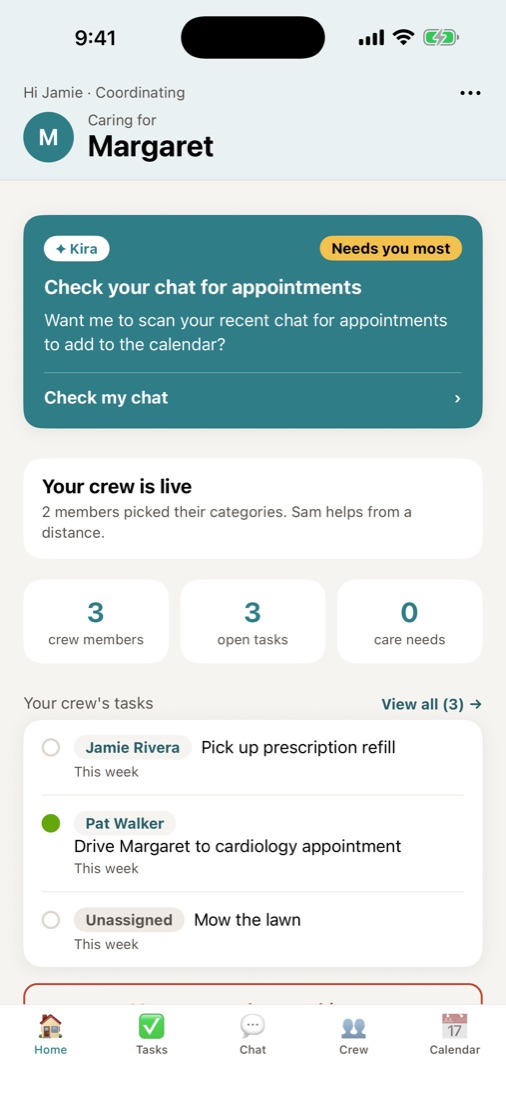 9:41
Hi Jamie · Coordinating
•••
M
Caring for
Margaret
✦ Kira
Needs you most
Check your chat for appointments
Want me to scan your recent chat for appointments
to add to the calendar?
Check my chat ›
Your crew is live
2 members picked their categories. Sam helps from a
distance.
3
crew members
3
open tasks
0
care needs
Your crew's tasks
View all (3) →
Jamie Rivera Pick up prescription refill
This week
Pat Walker
Drive Margaret to cardiology appointment
This week
Unassigned Mow the lawn
This week
17
Home
Tasks
Chat
Crew
Calendar